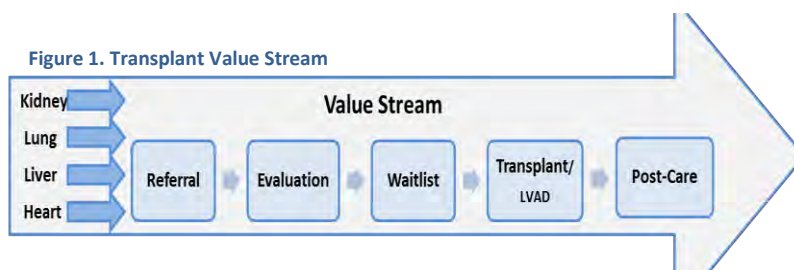 Figure 1. Transplant Value Stream
Kidney
Lung
Liver
Heart
Value Stream
Referral
Evaluation
Waitlist
Transplant/
LVAD
Post-Care